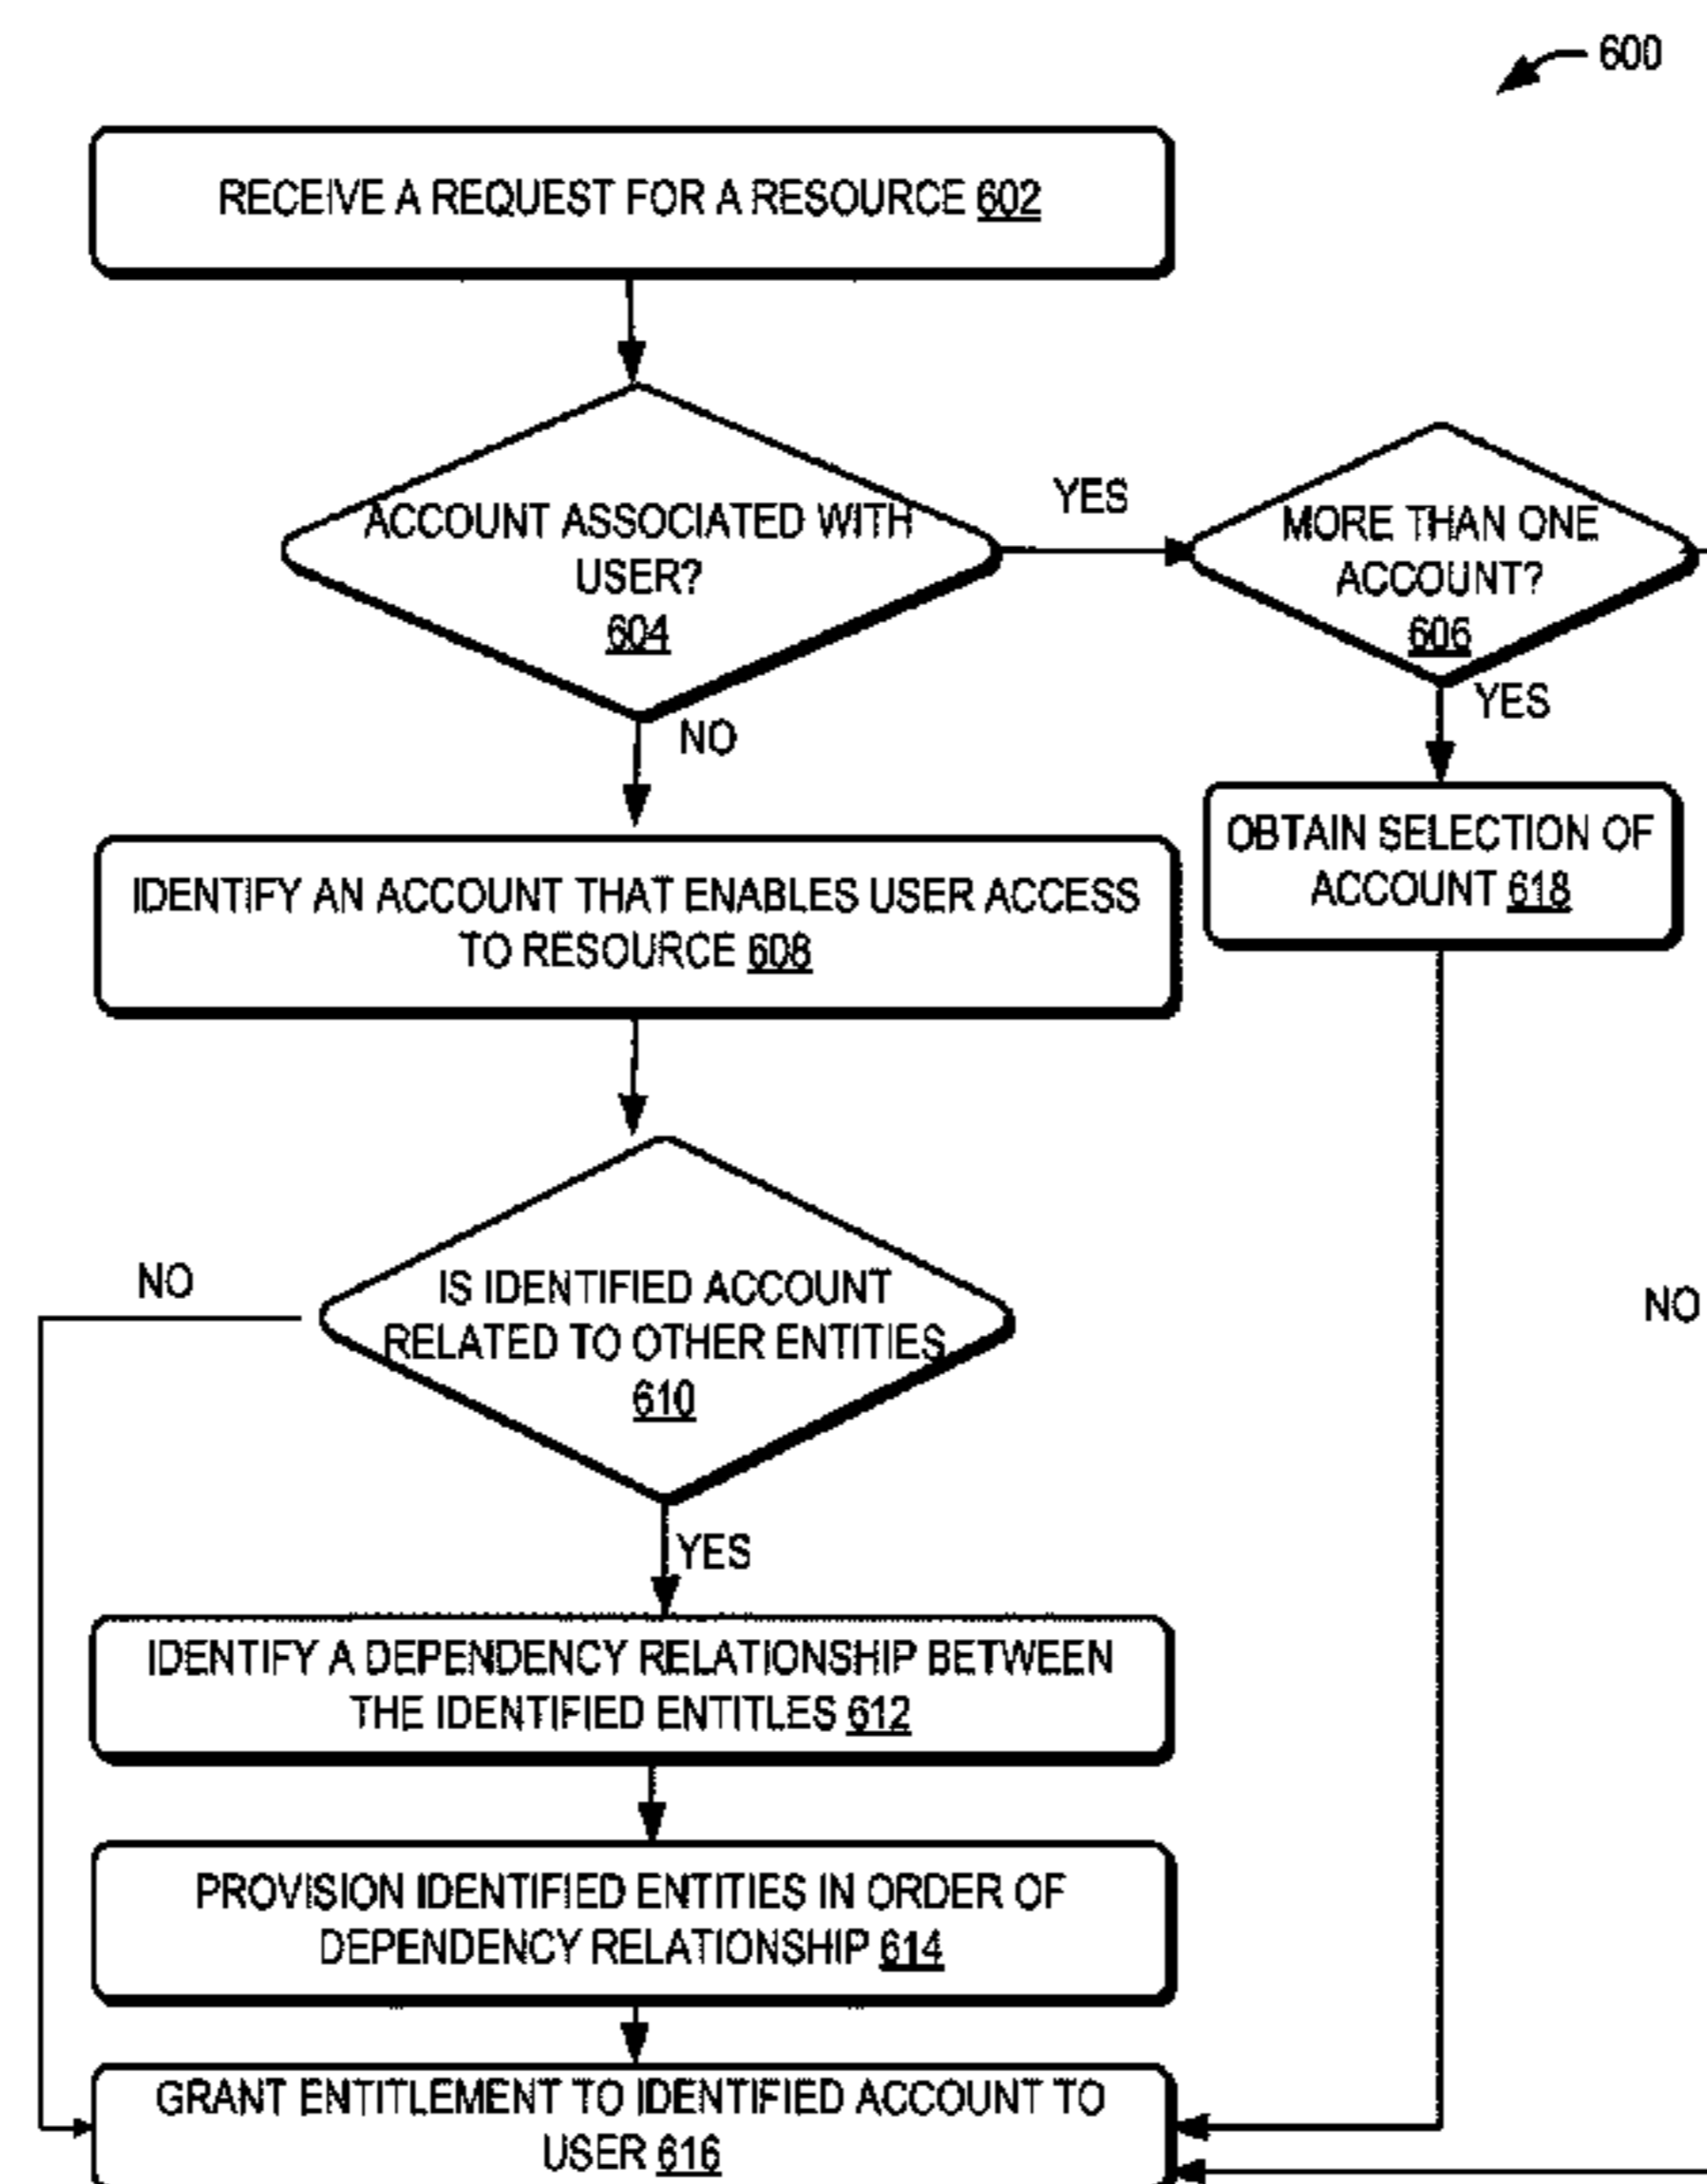 600
RECEIVE A REQUEST FOR A RESOURCE 602
ACCOUNT ASSOCIATED WITH
USER?
604
YES
MORE THAN ONE
ACCOUNT?
606
YES
NO
OBTAIN SELECTION OF
ACCOUNT 618
IDENTIFY AN ACCOUNT THAT ENABLES USER ACCESS
TO RESOURCE 608
NO
IS IDENTIFIED ACCOUNT
RELATED TO OTHER ENTITIES
610
NO
YES
IDENTIFY A DEPENDENCY RELATIONSHIP BETWEEN
THE IDENTIFIED ENTITLES 612
PROVISION IDENTIFIED ENTITIES IN ORDER OF
DEPENDENCY RELATIONSHIP 614
GRANT ENTITLEMENT TO IDENTIFIED ACCOUNT TO
USER 616